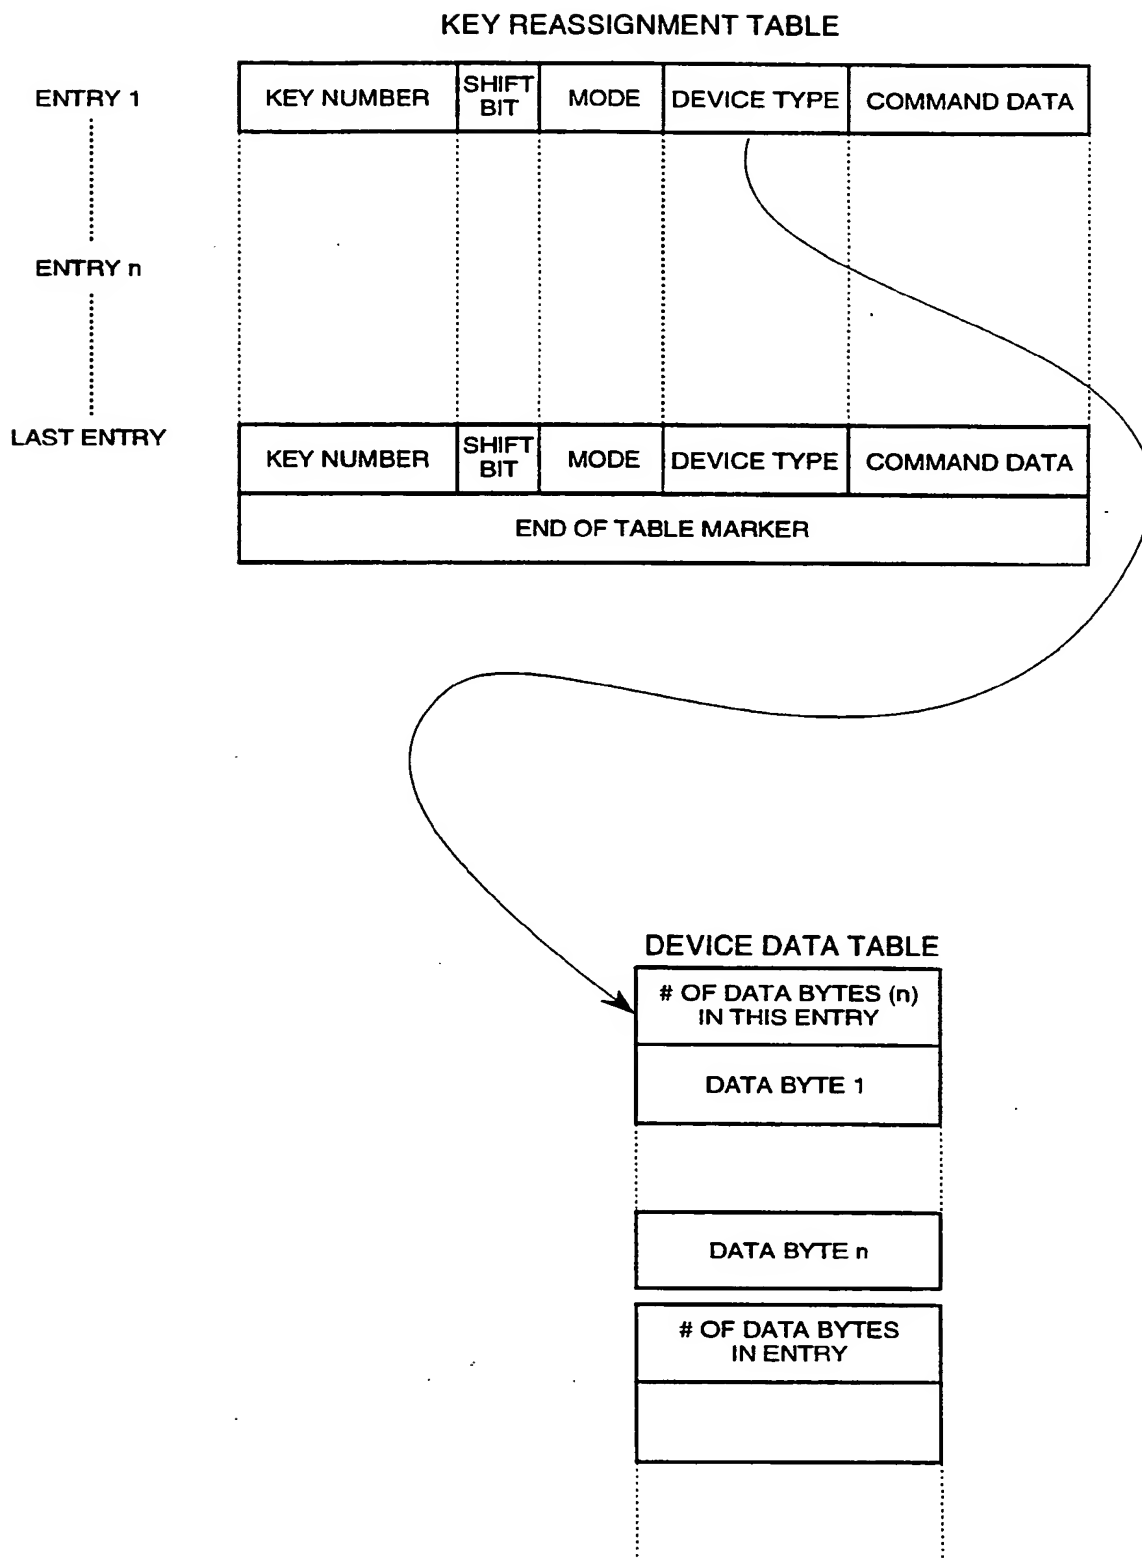 KEY REASSIGNMENT TABLE
ENTRY 1
KEY NUMBER
SHIFT
BIT
MODE
DEVICE TYPE
COMMAND DATA
ENTRY n
LAST ENTRY
KEY NUMBER
SHIFT
BIT
MODE
DEVICE TYPE
COMMAND DATA
END OF TABLE MARKER
DEVICE DATA TABLE
# OF DATA BYTES (n)
IN THIS ENTRY
DATA BYTE 1
DATA BYTE n
# OF DATA BYTES
IN ENTRY